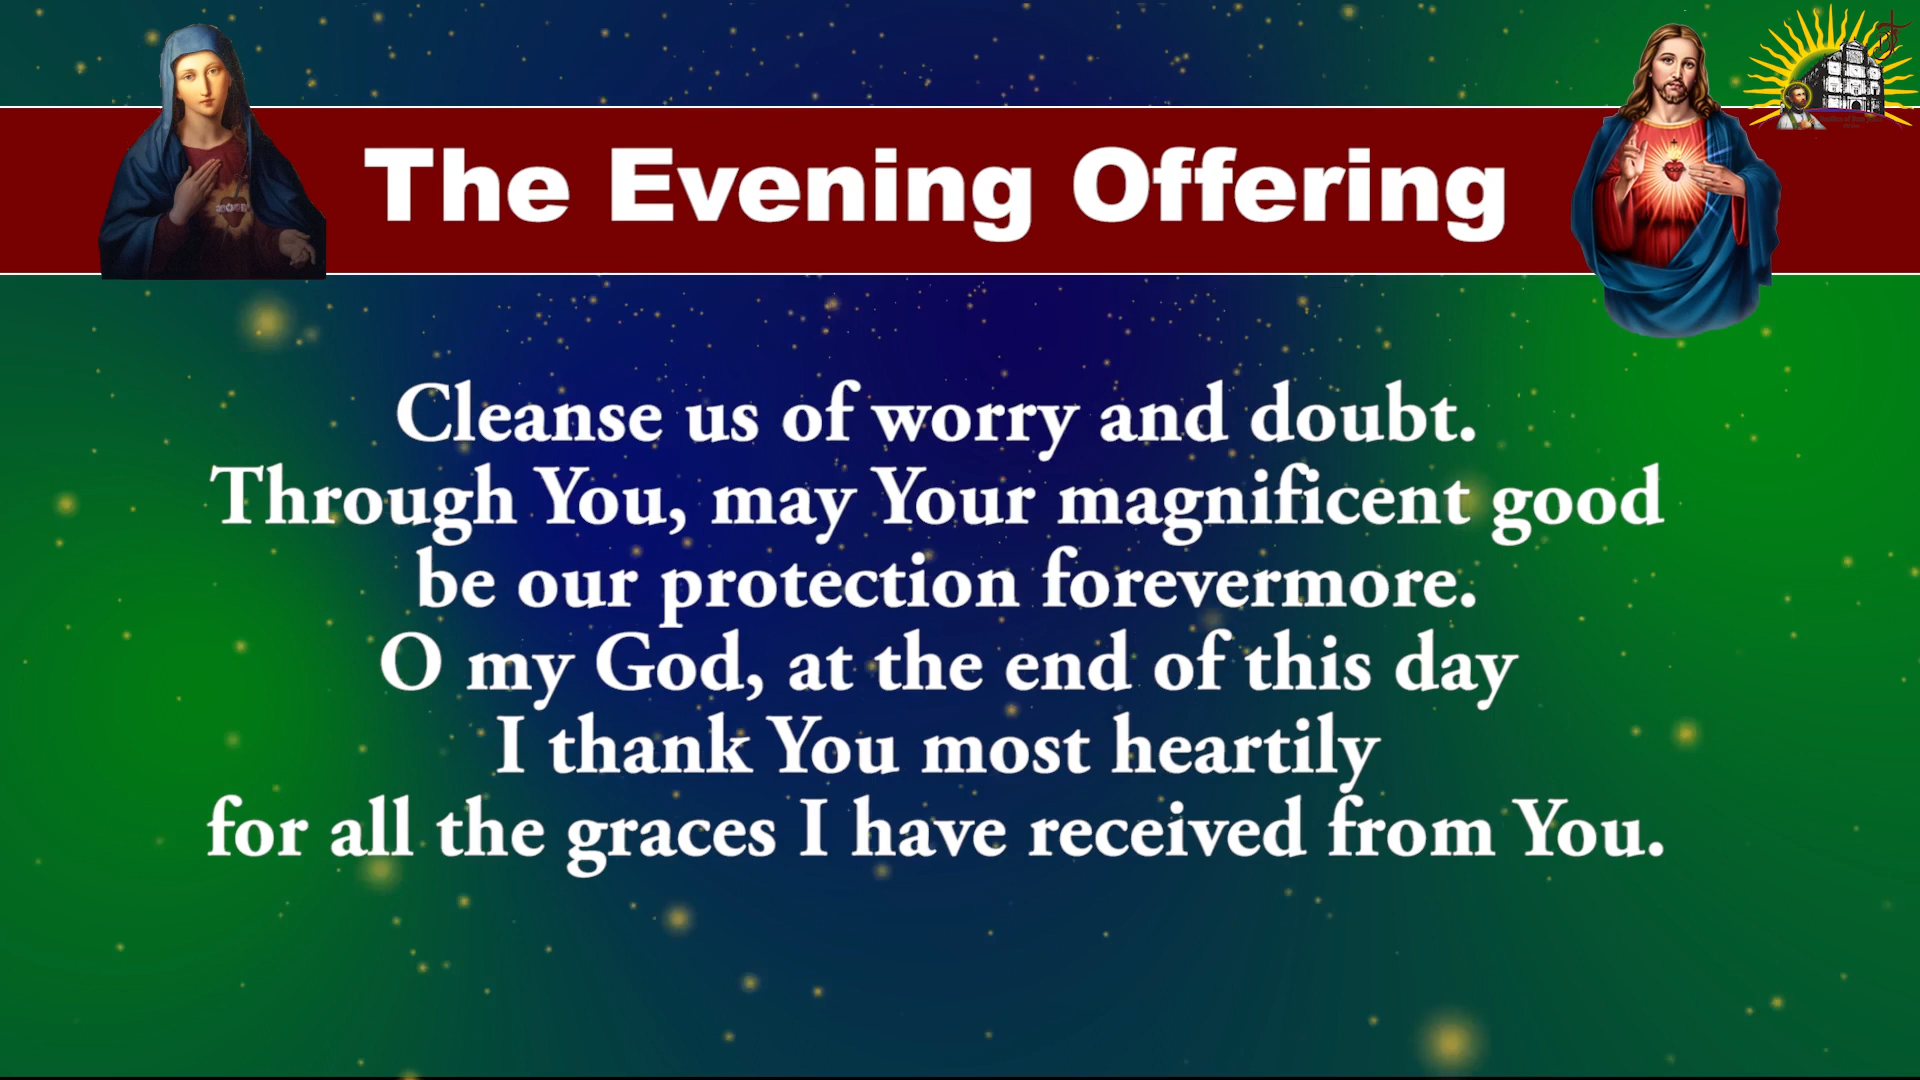 The Evening Offering
Cleanse us of worry and doubt.
Through You, may Your magnificent good
be our protection forevermore.
O my God, at the end of this day
I thank You most heartily
for all the graces I have received from You.